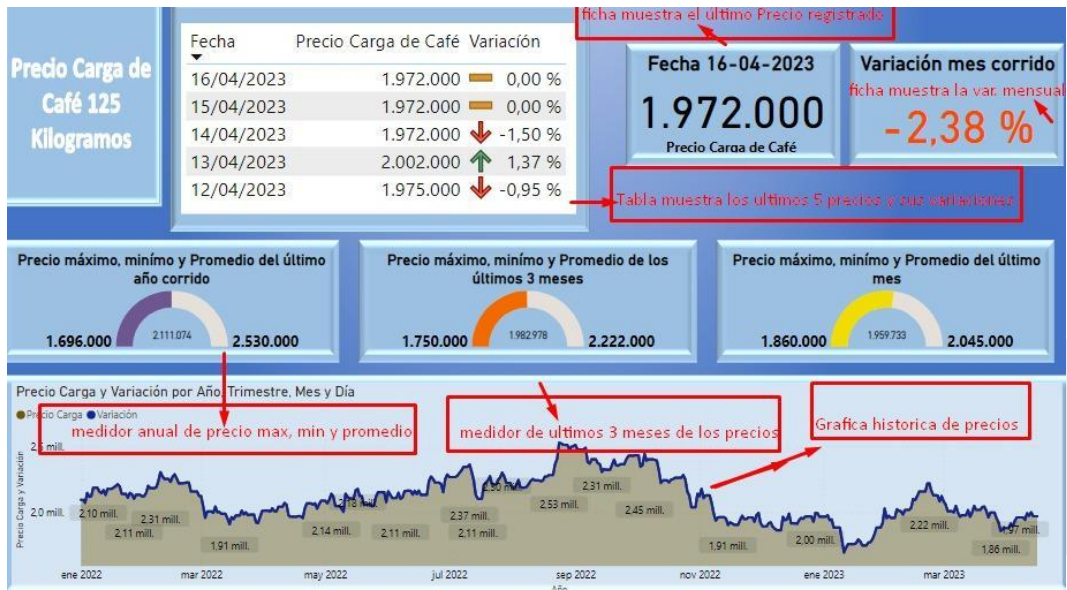 ficha muestra el último Precio registrado
Precio Carga de
Café 125
Kilogramos
Fecha Precio Carga de Café Variación
16/04/2023 1.972.000 0,00 %
15/04/2023 1.972.000 0,00 %
14/04/2023 1.972.000 -1,50 %
13/04/2023 2.002.000 1,37 %
12/04/2023 1.975.000 -0,95 %
Fecha 16-04-2023
1.972.000
Precio Carga de Café
Variación mes corrido
ficha muestra la var. mensual
-2,38 %
Tabla muestra los ultimos 5 precios y sus variaciones
Precio máximo, minímo y Promedio del último
año corrido
1.696.000 2.111.074 2.530.000
Precio máximo, minímo y Promedio de los
últimos 3 meses
1.750.000 1.982.978 2.222.000
Precio máximo, minímo y Promedio del último
mes
1.860.000 1.959.733 2.045.000
Precio Carga y Variación por Año, Trimestre, Mes y Día
Precio Carga Variación
medidor anual de precio max, min y promedio
medidor de ultimos 3 meses de los precios
Grafica historica de precios
Precio Carga y Variación
2,5 mill.
2,0 mill.
2,10 mill.
2,11 mill.
2,31 mill.
1,91 mill.
2,14 mill.
2,18 mill.
2,11 mill.
2,37 mill.
2,11 mill.
2,30 mill.
2,53 mill.
2,31 mill.
2,45 mill.
1,91 mill.
2,00 mill.
2,22 mill.
1,86 mill.
1,97 mill.
ene 2022 mar 2022 may 2022 jul 2022 sep 2022 nov 2022 ene 2023 mar 2023
Año